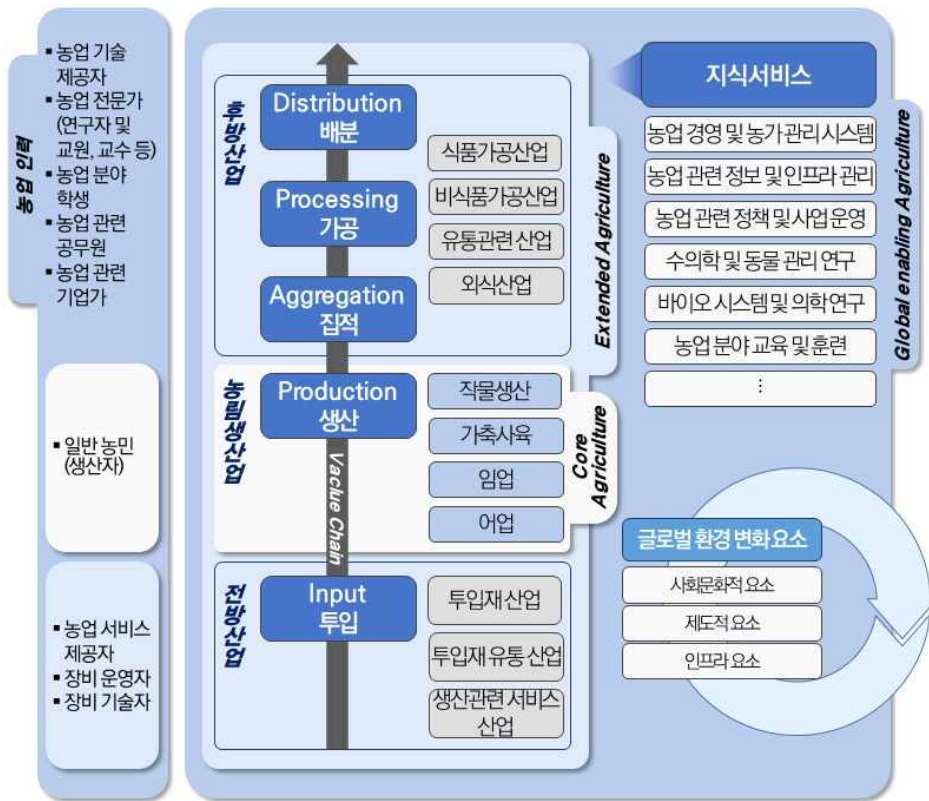 농업 인력
▪ 농업 기술
제공자
▪ 농업 전문가
(연구자 및
교원, 교수 등)
▪ 농업 분야
학생
▪ 농업 관련
공무원
▪ 농업 관련
기업가
▪ 일반 농민
(생산자)
▪ 농업 서비스
제공자
▪ 장비 운영자
▪ 장비 기술자
후방산업
Distribution
배분
Processing
가공
Aggregation
집적
식품가공산업
비식품가공산업
유통관련 산업
외식산업
Extended Agriculture
농림생산업
Production
생산
작물생산
가축사육
임업
어업
Core
Agriculture
Vaclue Chain
전방산업
Input
투입
투입재 산업
투입재 유통 산업
생산관련 서비스
산업
지식서비스
농업 경영 및 농가 관리 시스템
농업 관련 정보 및 인프라 관리
농업 관련 정책 및 사업 운영
수의학 및 동물 관리 연구
바이오 시스템 및 의학 연구
농업 분야 교육 및 훈련
⋮
Global enabling Agriculture
글로벌 환경 변화 요소
사회문화적 요소
제도적 요소
인프라 요소